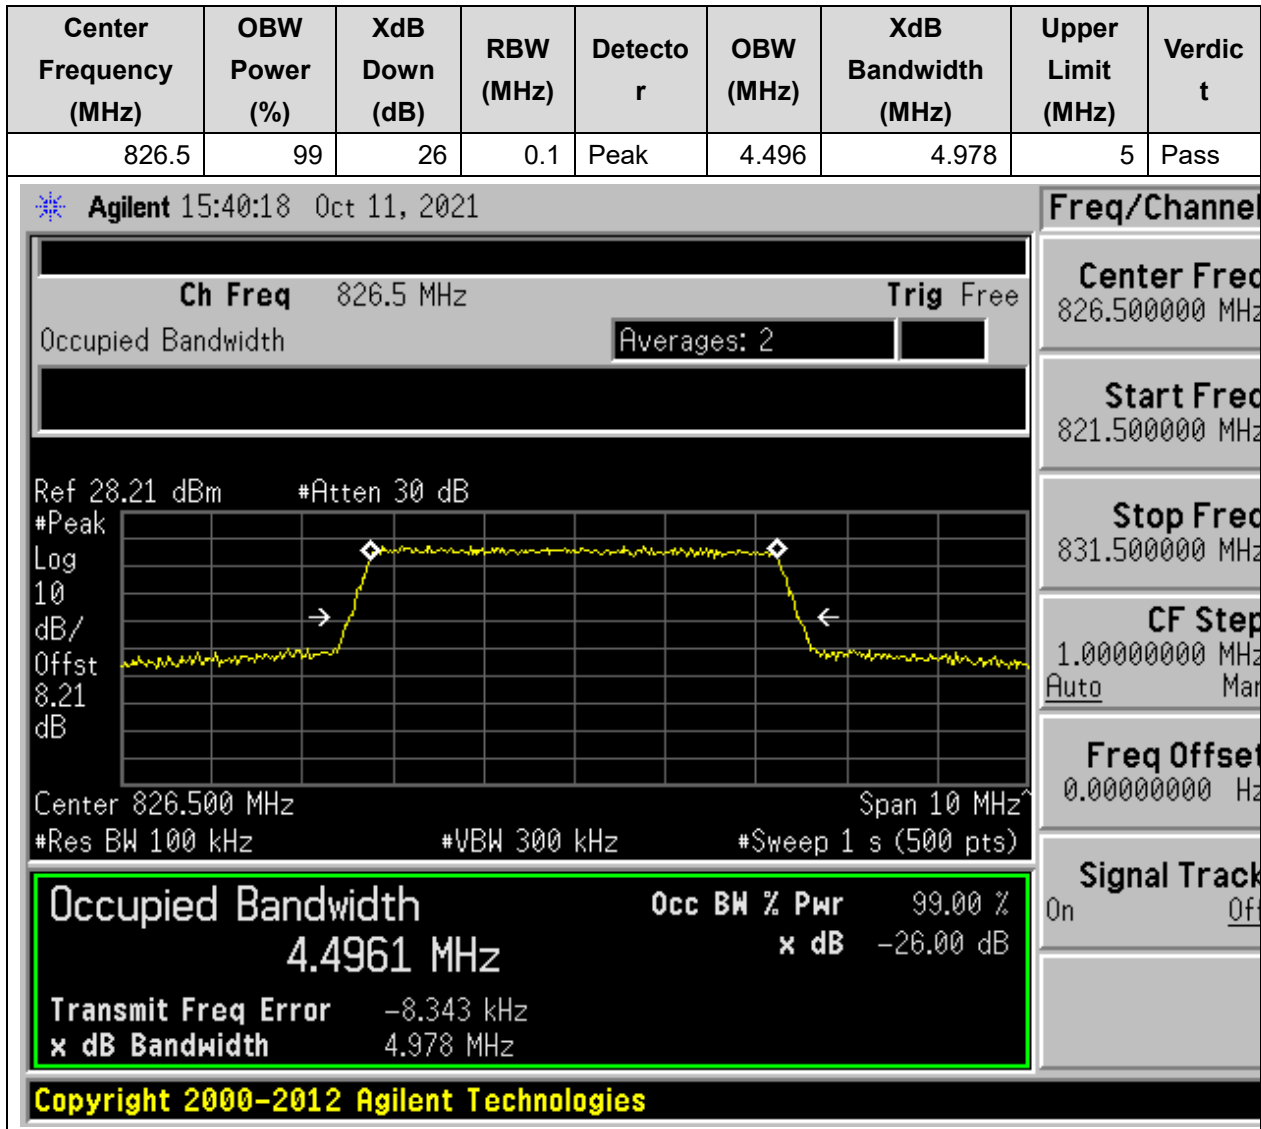 Center Frequency (MHz) OBW Power (%) XdB Down (dB) RBW (MHz) Detector OBW (MHz) XdB Bandwidth (MHz) Upper Limit (MHz) Verdict
826.5 99 26 0.1 Peak 4.496 4.978 5 Pass
Agilent 15:40:18 Oct 11, 2021
Freq/Channel
Ch Freq 826.5 MHz Trig Free
Occupied Bandwidth Averages: 2
Center Freq
826.500000 MHz
Start Freq
821.500000 MHz
Stop Freq
831.500000 MHz
CF Step
1.00000000 MHz
Auto Man
Freq Offset
0.00000000 Hz
Signal Track
On Off
Ref 28.21 dBm #Atten 30 dB
#Peak
Log
10
dB/
Offst
8.21
dB
Center 826.500 MHz Span 10 MHz^
#Res BW 100 kHz #VBW 300 kHz #Sweep 1 s (500 pts)
Occupied Bandwidth Occ BW % Pwr 99.00 %
4.4961 MHz x dB -26.00 dB
Transmit Freq Error -8.343 kHz
x dB Bandwidth 4.978 MHz
Copyright 2000-2012 Agilent Technologies